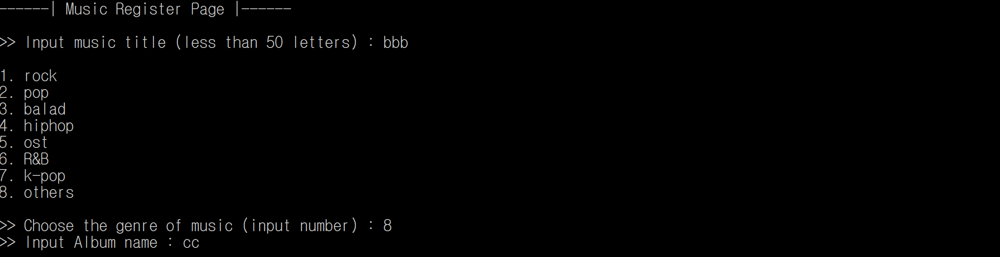 ------| Music Register Page |------
>> Input music title (less than 50 letters) : bbb
1. rock
2. pop
3. balad
4. hiphop
5. ost
6. R&B
7. k-pop
8. others
>> Choose the genre of music (input number) : 8
>> Input Album name : cc